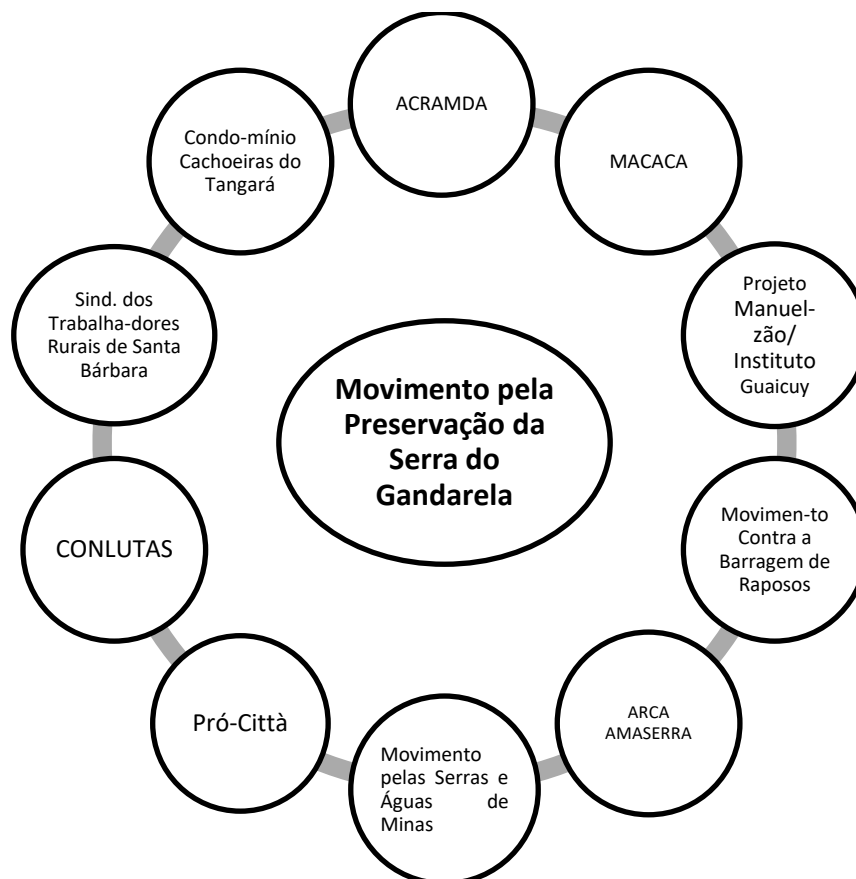 ACRAMDA
MACACA
Projeto
Manuel-
zão/
Instituto
Guaicuy
Movimen-to
Contra a
Barragem de
Raposos
ARCA
AMASERRA
Movimento
pelas Serras e
Águas de
Minas
Pró-Città
CONLUTAS
Sind. dos
Trabalha-dores
Rurais de Santa
Bárbara
Condo-mínio
Cachoeiras do
Tangará
Movimento pela
Preservação da
Serra do
Gandarela